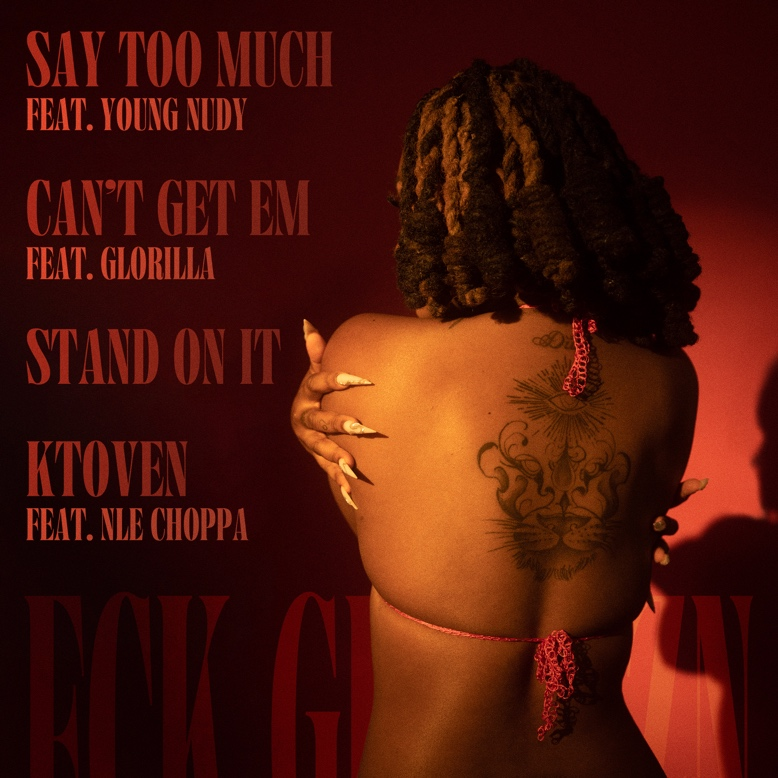 SAY TOO MUCH
FEAT. YOUNG NUDY
CAN'T GET EM
FEAT. GLORILLA
STAND ON IT
KTOVEN
FEAT. NLE CHOPPA